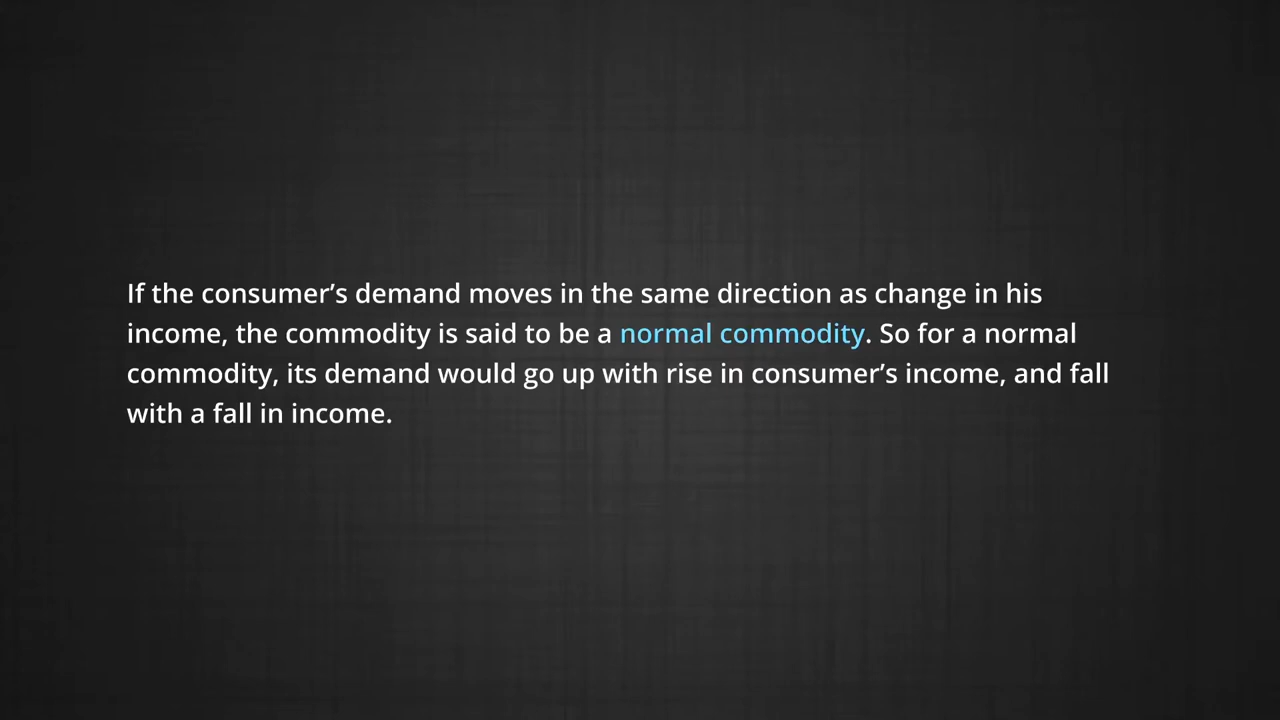 If the consumer’s demand moves in the same direction as change in his
income, the commodity is said to be a normal commodity. So for a normal
commodity, its demand would go up with rise in consumer’s income, and fall
with a fall in income.